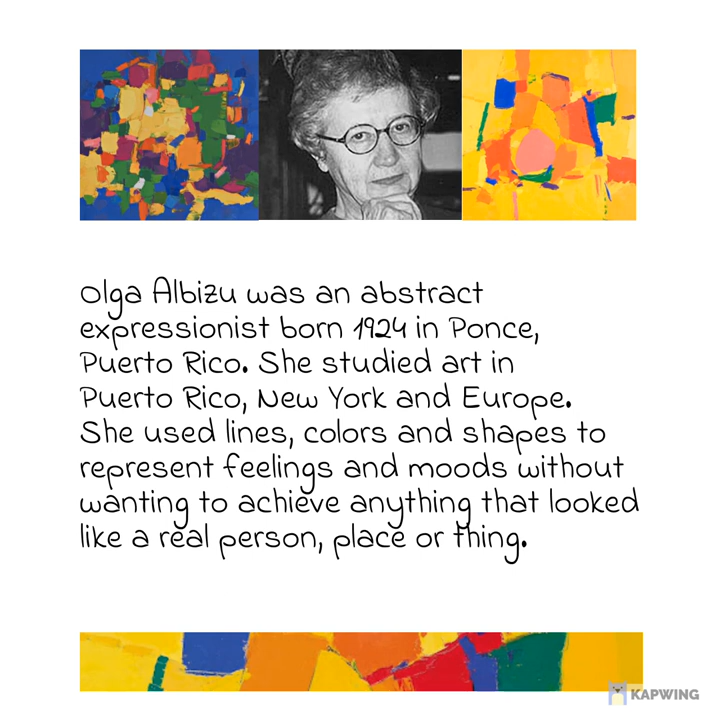 Olga Albizu was an abstract
expressionist born 1924 in Ponce,
Puerto Rico. She studied art in
Puerto Rico, New York and Europe.
She used lines, colors and shapes to
represent feelings and moods without
wanting to achieve anything that looked
like a real person, place or thing.
KAPWING